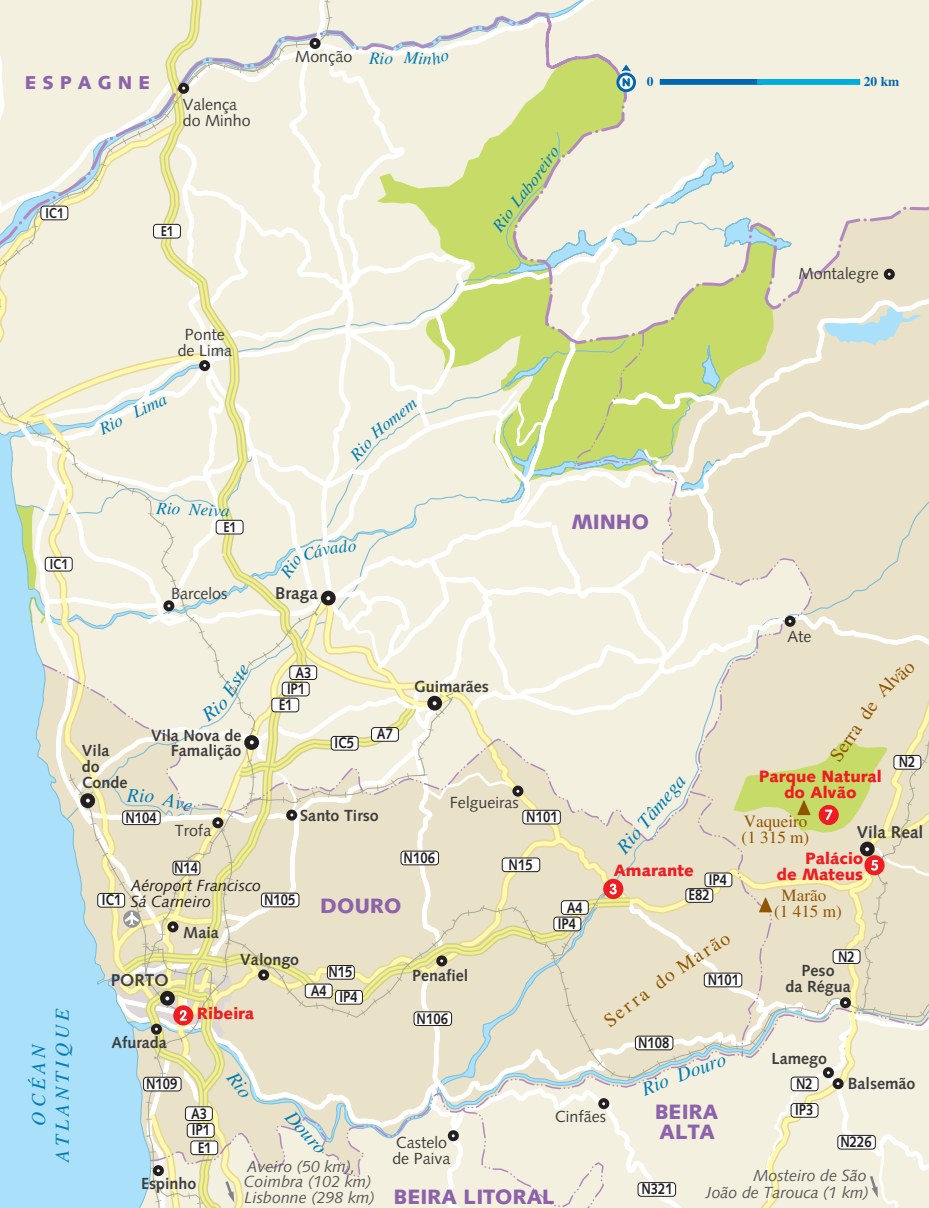 Monção
Rio Minho
ESPAGNE
N
0
20 km
Valença
do Minho
Rio Laboreiro
IC1
E1
Montalegre
Ponte
de Lima
Rio Lima
Rio Homem
Rio Neiva
E1
MINHO
Rio Cávado
IC1
Barcelos
Braga
Ate
Rio Este
A3
IP1
E1
Guimarães
Serra de Alvão
Vila Nova de
Famalição
IC5
A7
Vila
do
Conde
N2
Parque Natural
do Alvão
7
Rio Ave
Felgueiras
Rio Tâmega
Vaqueiro
(1 315 m)
N104
Trofa
Santo Tirso
N101
Vila Real
N14
N106
N15
Palácio
de Mateus
5
Amarante
3
IP4
E82
Aéroport Francisco
Sá Carneiro
IC1
N105
DOURO
A4
IP4
Marão
(1 415 m)
Maia
Serra do Marão
N2
Valongo
N15
A4
IP4
Penafiel
N101
Peso
da Régua
PORTO
2
Ribeira
N106
Afurada
N108
OCÉAN
ATLANTIQUE
Rio Douro
Rio Douro
Lamego
N2
Balsemão
N109
A3
IP1
E1
Cinfães
BEIRA
ALTA
IP3
N226
Castelo
de Paiva
Espinho
Aveiro (50 km)
Coimbra (102 km)
Lisbonne (298 km)
BEIRA LITORAL
N321
Mosteiro de São
João de Tarouca (1 km)